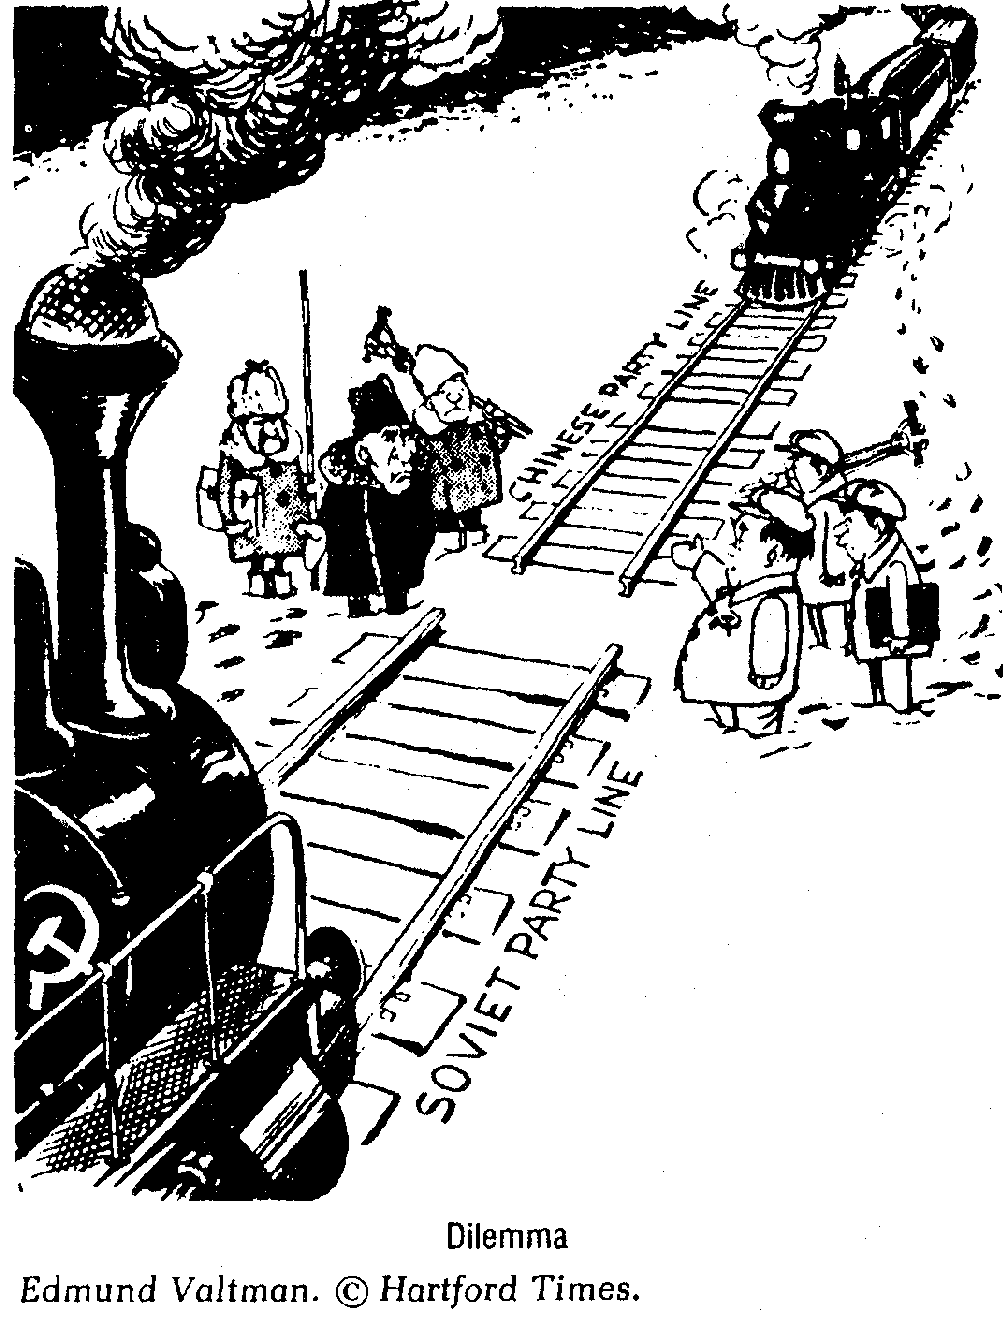 CHINESE PARTY LINE
SOVIET PARTY LINE
Dilemma
Edmund Valtman. © Hartford Times.